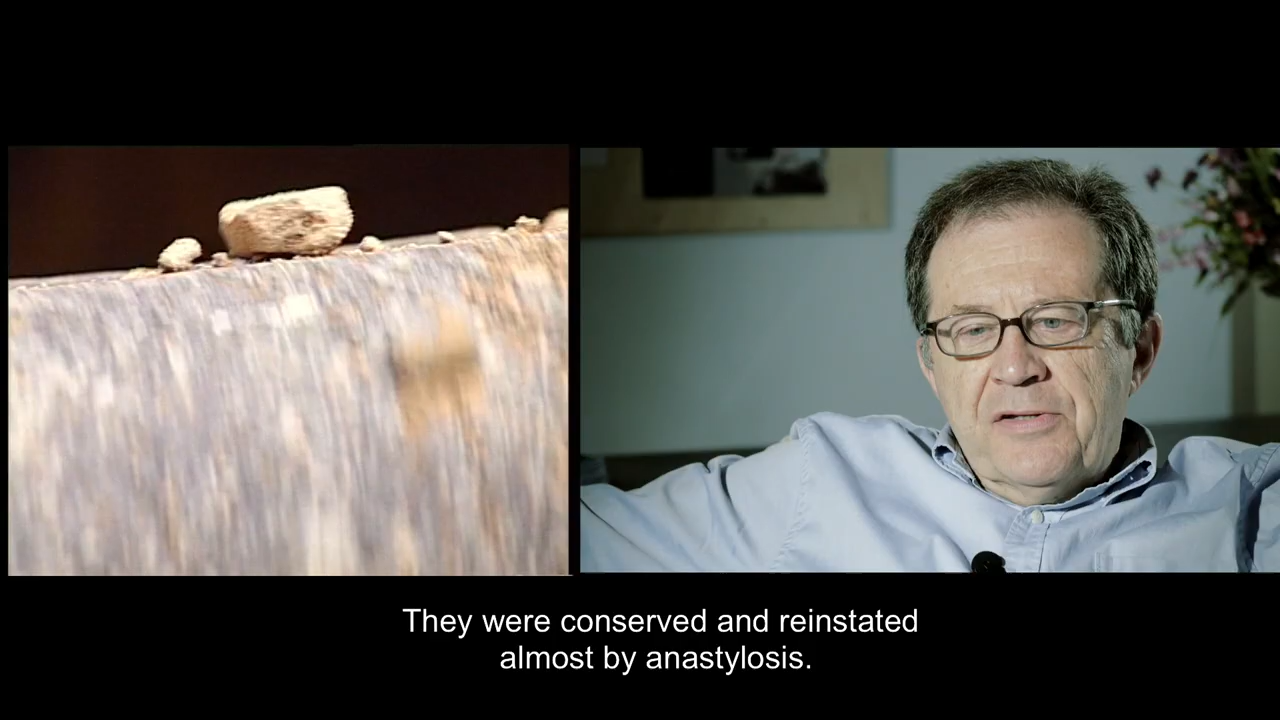 They were conserved and reinstated
almost by anastylosis.